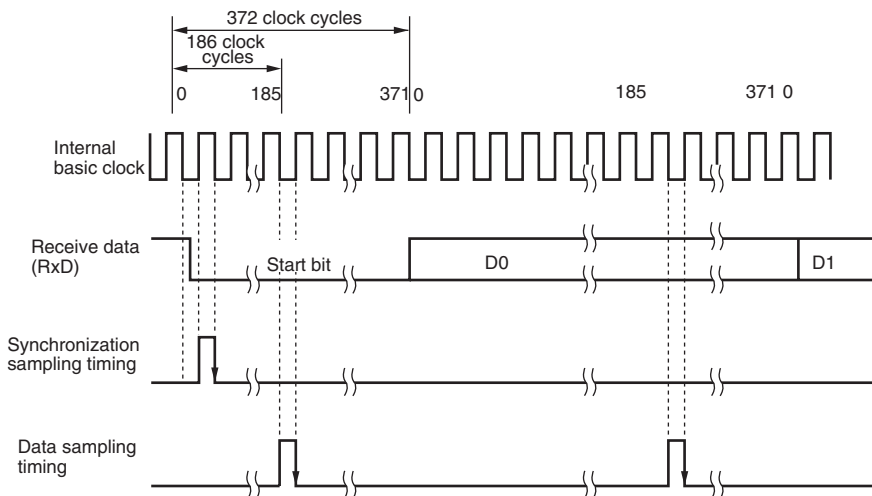 372 clock cycles
186 clock
cycles
0 185 371 0 185 371 0
Internal
basic clock
Receive data
(RxD)
Start bit D0 D1
Synchronization
sampling timing
Data sampling
timing